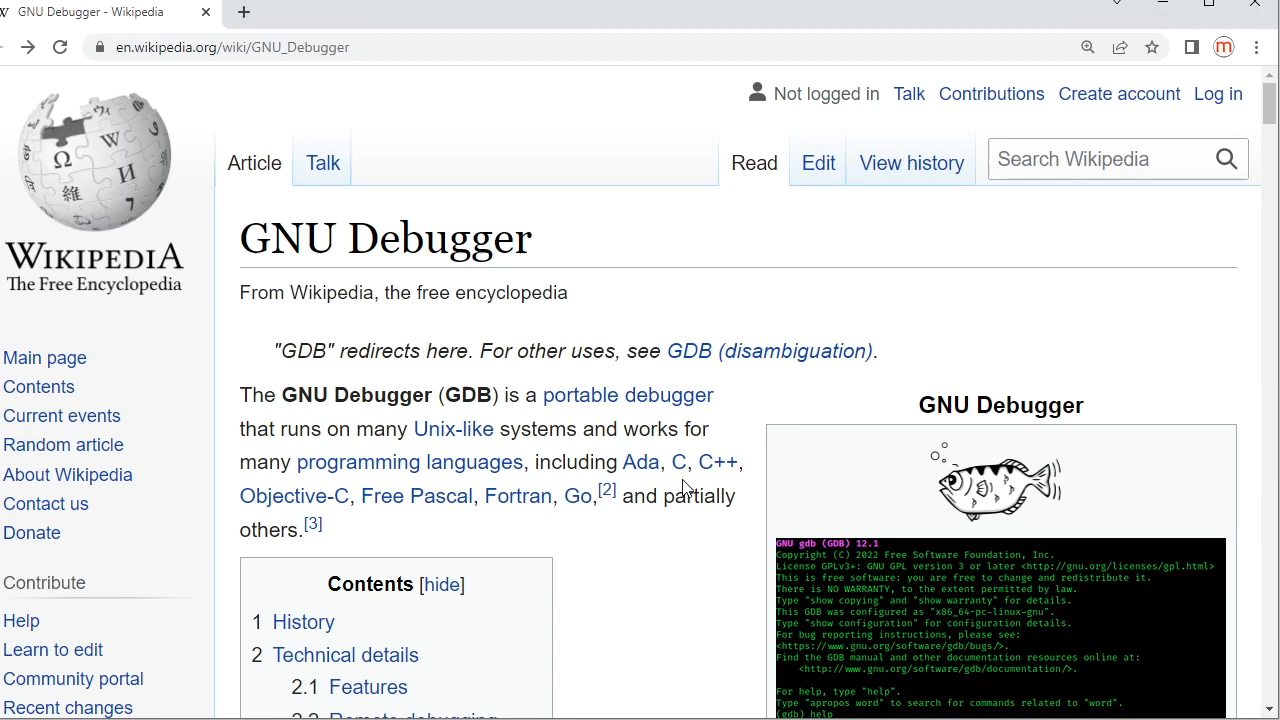 GNU Debugger - Wikipedia
en.wikipedia.org/wiki/GNU_Debugger
m
Not logged in Talk Contributions Create account Log in
Article Talk Read Edit View history Search Wikipedia
WIKIPEDIA
The Free Encyclopedia
GNU Debugger
From Wikipedia, the free encyclopedia
"GDB" redirects here. For other uses, see GDB (disambiguation).
The GNU Debugger (GDB) is a portable debugger
that runs on many Unix-like systems and works for
many programming languages, including Ada, C, C++,
Objective-C, Free Pascal, Fortran, Go,[2] and partially
others.[3]
Contents [hide]
1 History
2 Technical details
2.1 Features
2.2 Remote debugging
GNU Debugger
GNU gdb (GDB) 12.1
Copyright (C) 2022 Free Software Foundation, Inc.
License GPLv3+: GNU GPL version 3 or later <http://gnu.org/licenses/gpl.html>
This is free software: you are free to change and redistribute it.
There is NO WARRANTY, to the extent permitted by law.
Type "show copying" and "show warranty" for details.
This GDB was configured as "x86_64-pc-linux-gnu".
Type "show configuration" for configuration details.
For bug reporting instructions, please see:
<https://www.gnu.org/software/gdb/bugs/>.
Find the GDB manual and other documentation resources online at:
<http://www.gnu.org/software/gdb/documentation/>.
For help, type "help".
Type "apropos word" to search for commands related to "word".
(gdb) help
Main page
Contents
Current events
Random article
About Wikipedia
Contact us
Donate
Contribute
Help
Learn to edit
Community portal
Recent changes